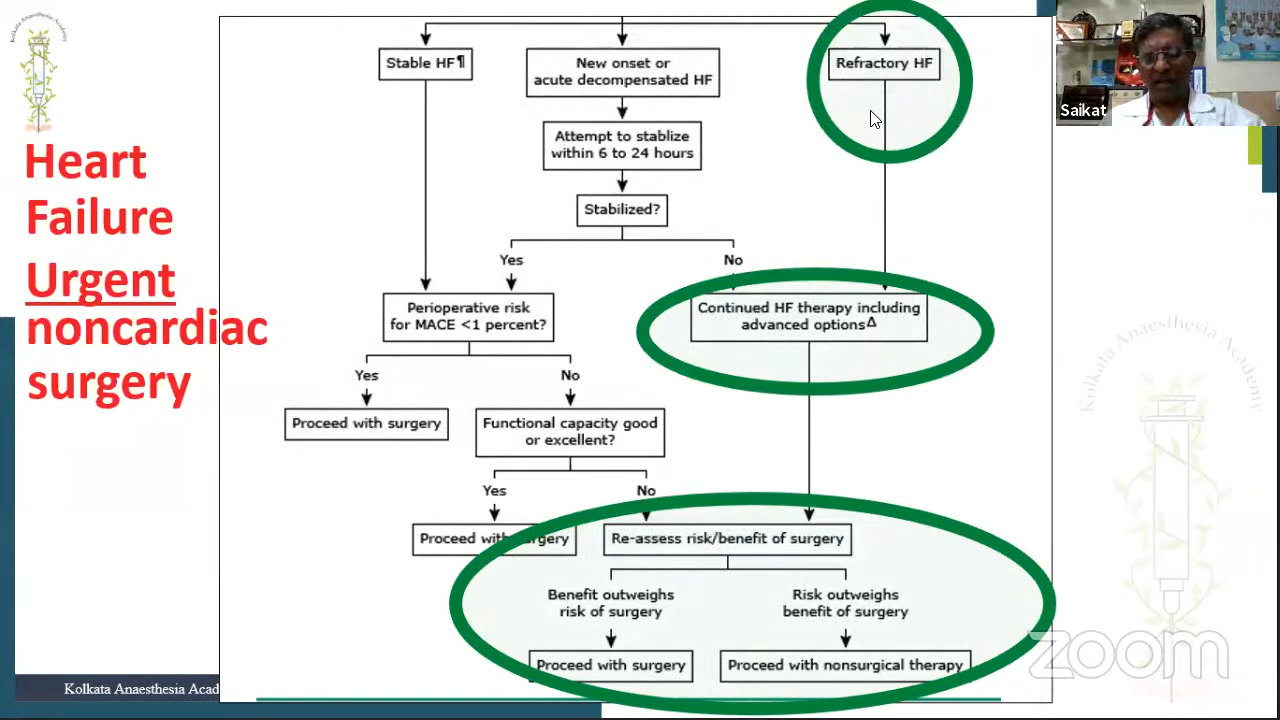 Kolkata Anaesthesia Academy
Heart
Failure
Urgent
noncardiac
surgery
Stable HF¶
New onset or
acute decompensated HF
Refractory HF
Attempt to stablize
within 6 to 24 hours
Stabilized?
Yes
No
Perioperative risk
for MACE <1 percent?
Continued HF therapy including
advanced optionsΔ
Yes
No
Proceed with surgery
Functional capacity good
or excellent?
Yes
No
Proceed with surgery
Re-assess risk/benefit of surgery
Benefit outweighs
risk of surgery
Risk outweighs
benefit of surgery
Proceed with surgery
Proceed with nonsurgical therapy
Kolkata Anaesthesia Acad
Saikat
Kolkata Anaesthesia Academy
zoom